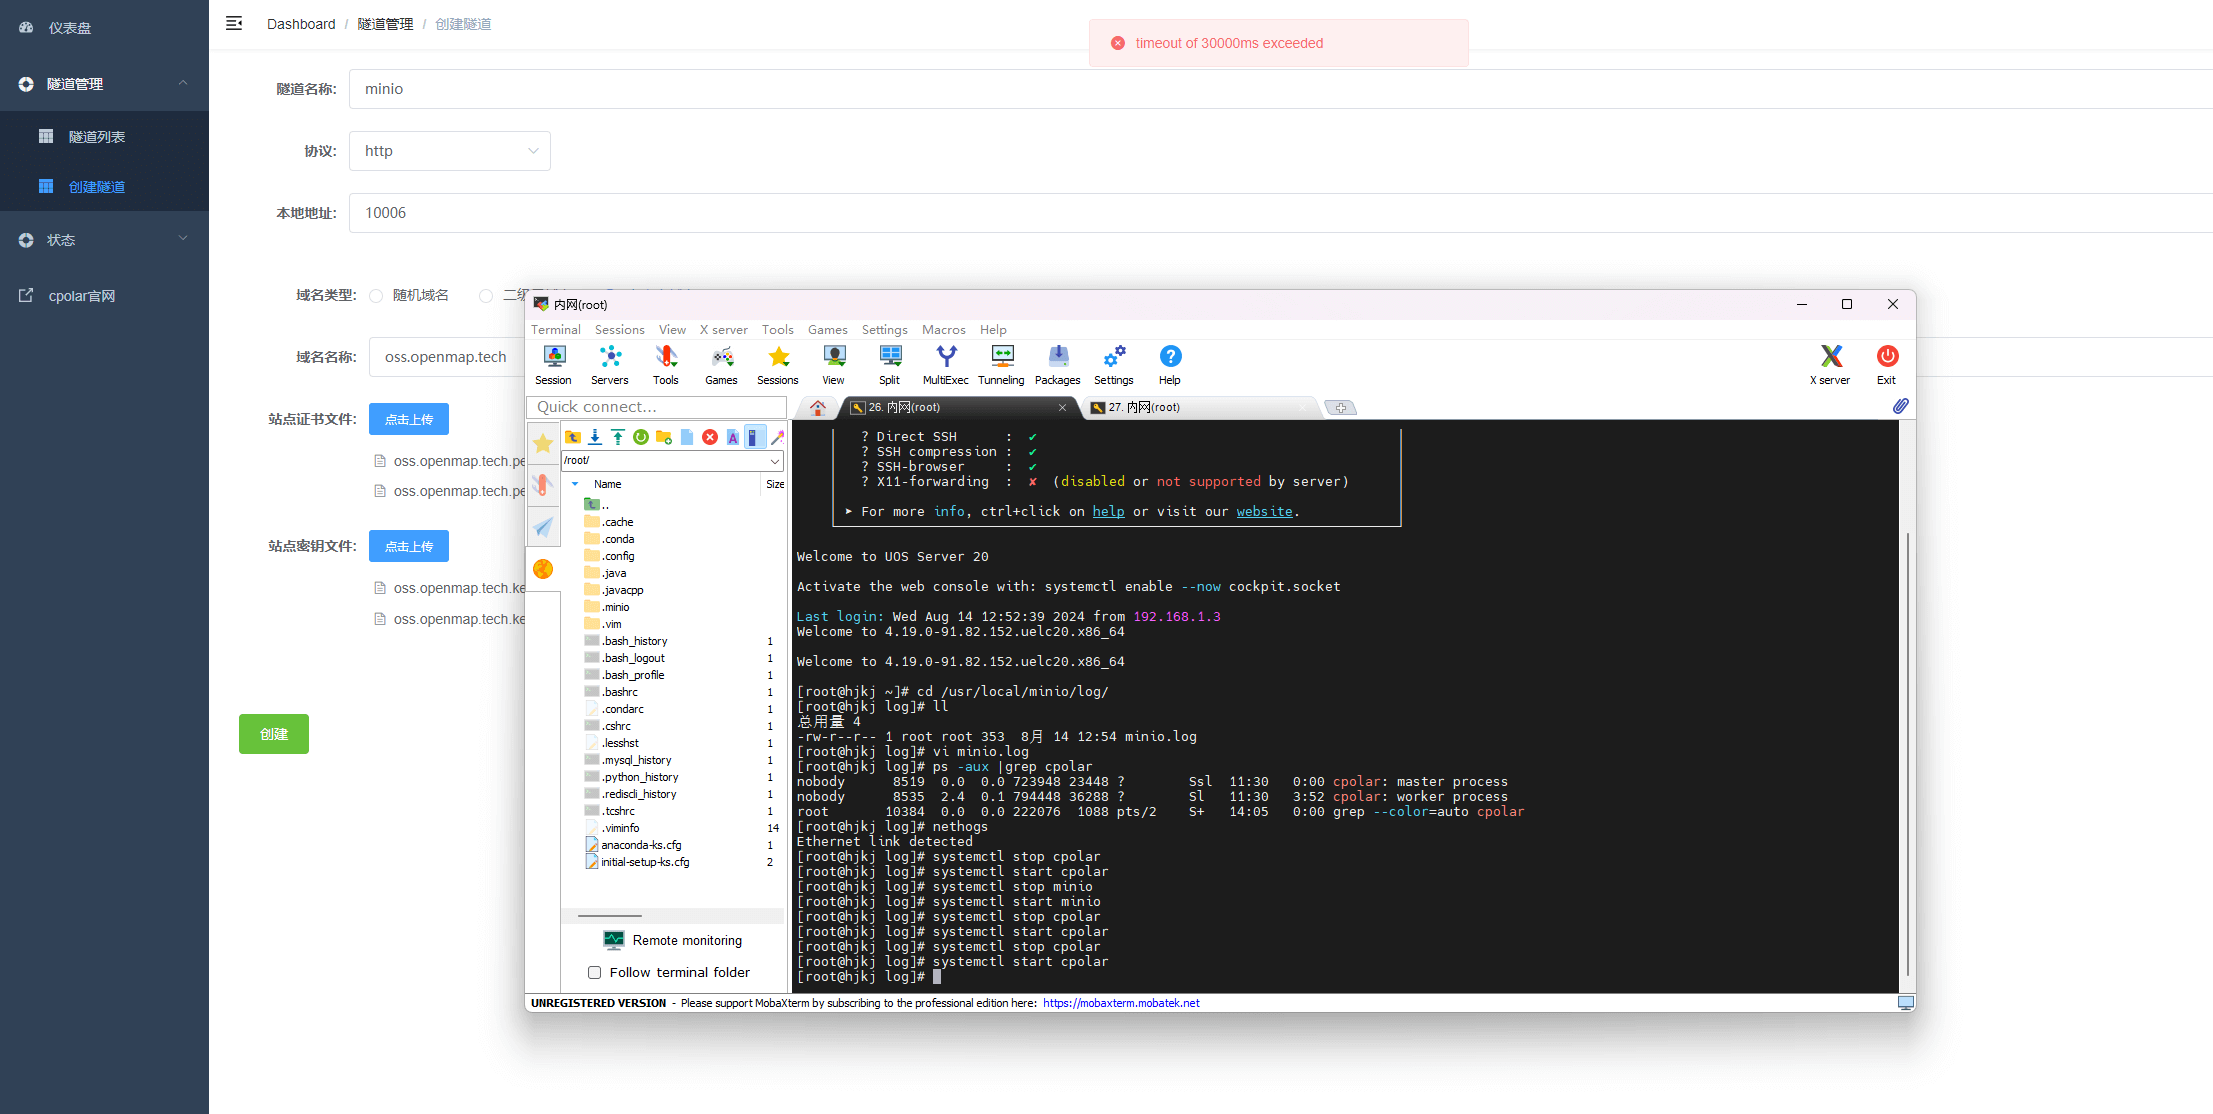 仪表盘
隧道管理
隧道列表
创建隧道
状态
cpolar官网
Dashboard / 隧道管理 / 创建隧道
timeout of 30000ms exceeded
隧道名称: minio
协议: http
本地地址: 10006
域名类型: 随机域名
域名名称: oss.openmap.tech
站点证书文件: 点击上传
oss.openmap.tech.pe
oss.openmap.tech.pe
站点密钥文件: 点击上传
oss.openmap.tech.ke
oss.openmap.tech.ke
创建
内网(root)
Terminal Sessions View X server Tools Games Settings Macros Help
Session Servers Tools Games Sessions View Split MultiExec Tunneling Packages Settings Help X server Exit
Quick connect...
26. 内网(root)
27. 内网(root)
/root/
Name Size
..
.cache
.conda
.config
.java
.javacpp
.minio
.vim
.bash_history 1
.bash_logout 1
.bash_profile 1
.bashrc 1
.condarc 1
.cshrc 1
.lesshst 1
.mysql_history 1
.python_history 1
.rediscli_history 1
.tcshrc 1
.viminfo 14
anaconda-ks.cfg 1
initial-setup-ks.cfg 2
Remote monitoring
Follow terminal folder
? Direct SSH : ✔
? SSH compression : ✔
? SSH-browser : ✔
? X11-forwarding : ✘ (disabled or not supported by server)
➤ For more info, ctrl+click on help or visit our website.
Welcome to UOS Server 20
Activate the web console with: systemctl enable --now cockpit.socket
Last login: Wed Aug 14 12:52:39 2024 from 192.168.1.3
Welcome to 4.19.0-91.82.152.uelc20.x86_64
Welcome to 4.19.0-91.82.152.uelc20.x86_64
[root@hjkj ~]# cd /usr/local/minio/log/
[root@hjkj log]# ll
总用量 4
-rw-r--r-- 1 root root 353 8月 14 12:54 minio.log
[root@hjkj log]# vi minio.log
[root@hjkj log]# ps -aux |grep cpolar
nobody 8519 0.0 0.0 723948 23448 ? Ssl 11:30 0:00 cpolar: master process
nobody 8535 2.4 0.1 794448 36288 ? Sl 11:30 3:52 cpolar: worker process
root 10384 0.0 0.0 222076 1088 pts/2 S+ 14:05 0:00 grep --color=auto cpolar
[root@hjkj log]# nethogs
Ethernet link detected
[root@hjkj log]# systemctl stop cpolar
[root@hjkj log]# systemctl start cpolar
[root@hjkj log]# systemctl stop minio
[root@hjkj log]# systemctl start minio
[root@hjkj log]# systemctl stop cpolar
[root@hjkj log]# systemctl start cpolar
[root@hjkj log]# systemctl stop cpolar
[root@hjkj log]# systemctl start cpolar
[root@hjkj log]#
UNREGISTERED VERSION - Please support MobaXterm by subscribing to the professional edition here: https://mobaxterm.mobatek.net